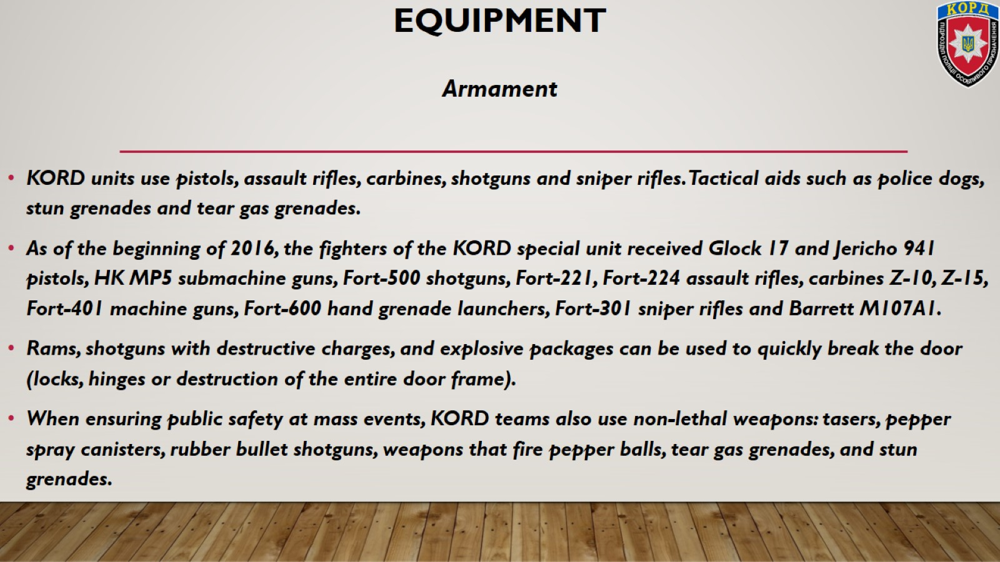 EQUIPMENT
КОРД
ПІДРОЗДІЛ ПОЛІЦІЇ ОСОБЛИВОГО ПРИЗНАЧЕННЯ
Armament
• KORD units use pistols, assault rifles, carbines, shotguns and sniper rifles. Tactical aids such as police dogs,
stun grenades and tear gas grenades.
• As of the beginning of 2016, the fighters of the KORD special unit received Glock 17 and Jericho 941
pistols, HK MP5 submachine guns, Fort-500 shotguns, Fort-221, Fort-224 assault rifles, carbines Z-10, Z-15,
Fort-401 machine guns, Fort-600 hand grenade launchers, Fort-301 sniper rifles and Barrett M107A1.
• Rams, shotguns with destructive charges, and explosive packages can be used to quickly break the door
(locks, hinges or destruction of the entire door frame).
• When ensuring public safety at mass events, KORD teams also use non-lethal weapons: tasers, pepper
spray canisters, rubber bullet shotguns, weapons that fire pepper balls, tear gas grenades, and stun
grenades.